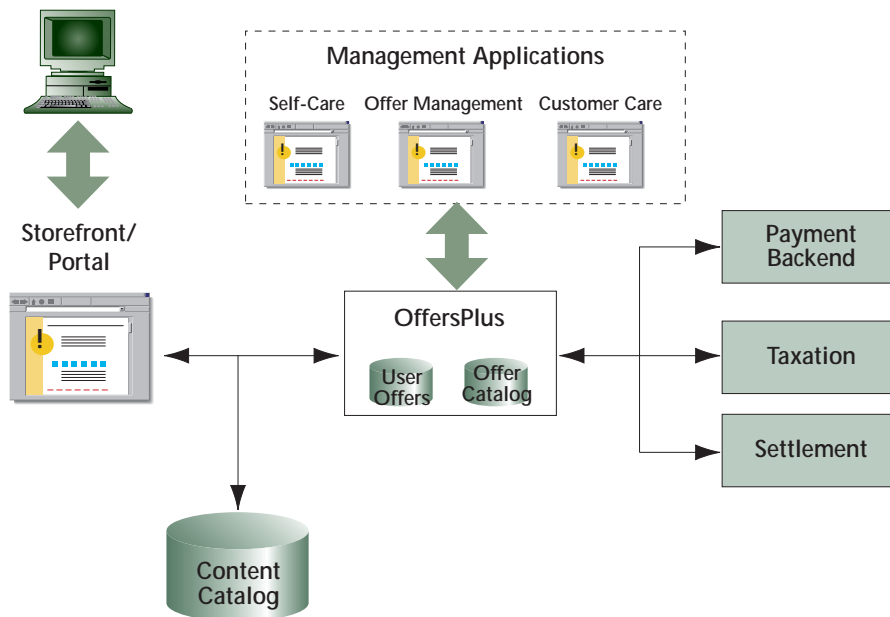 Management Applications
Self-Care
Offer Management
Customer Care
!
!
!
Storefront/
Portal
!
OffersPlus
User
Offers
Offer
Catalog
Payment
Backend
Taxation
Settlement
Content
Catalog